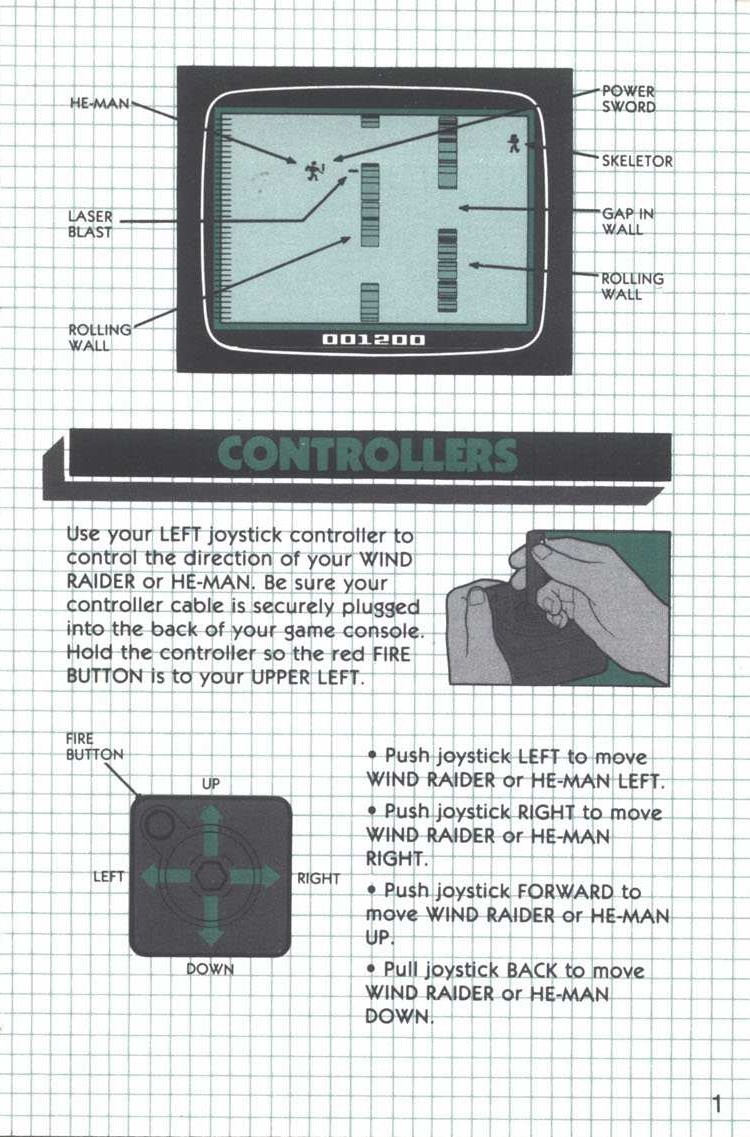 HE-MAN
POWER
SWORD
SKELETOR
LASER
BLAST
GAP IN
WALL
ROLLING
WALL
ROLLING
WALL
001200
CONTROLLERS
Use your LEFT joystick controller to
control the direction of your WIND
RAIDER or HE-MAN. Be sure your
controller cable is securely plugged
into the back of your game console.
Hold the controller so the red FIRE
BUTTON is to your UPPER LEFT.
FIRE
BUTTON
UP
LEFT
RIGHT
DOWN
• Push joystick LEFT to move
WIND RAIDER or HE-MAN LEFT.
• Push joystick RIGHT to move
WIND RAIDER or HE-MAN
RIGHT.
• Push joystick FORWARD to
move WIND RAIDER or HE-MAN
UP.
• Pull joystick BACK to move
WIND RAIDER or HE-MAN
DOWN.
1